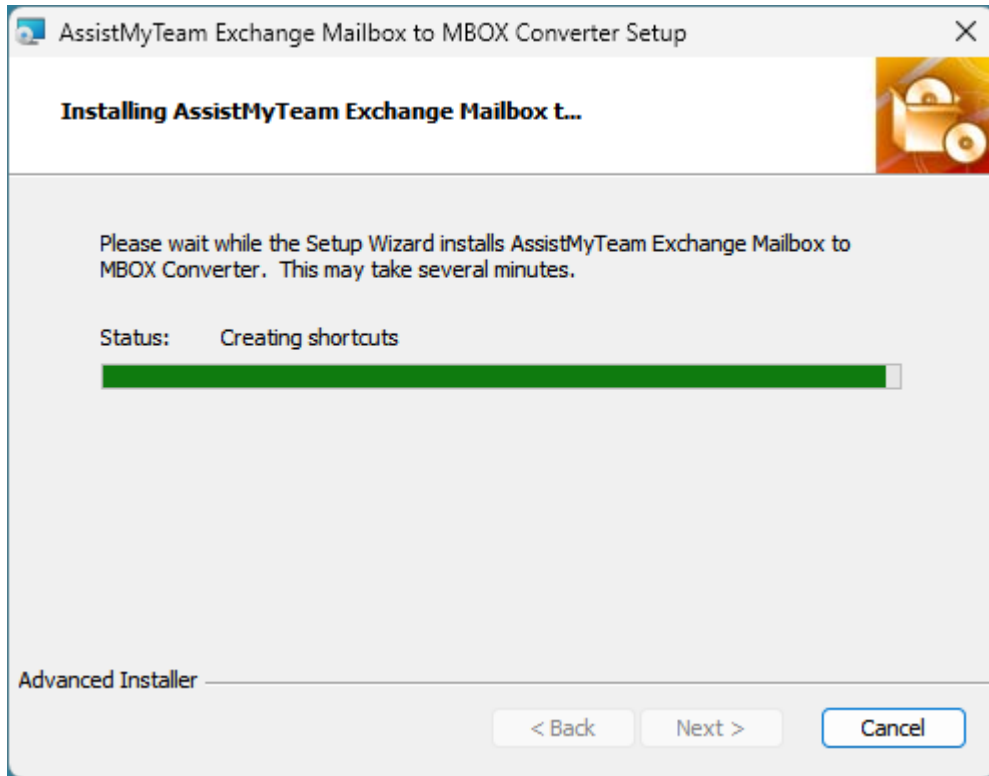 AssistMyTeam Exchange Mailbox to MBOX Converter Setup
Installing AssistMyTeam Exchange Mailbox t...
Please wait while the Setup Wizard installs AssistMyTeam Exchange Mailbox to
MBOX Converter. This may take several minutes.
Status: Creating shortcuts
Advanced Installer
< Back Next > Cancel